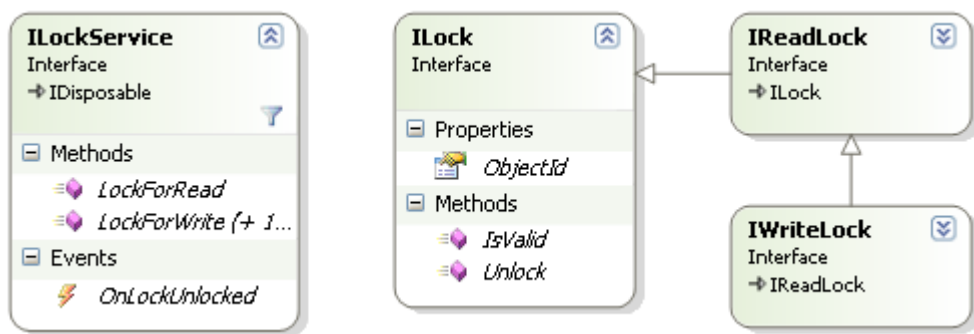 ILockService
Interface
IDisposable
Methods
LockForRead
LockForWrite (+ 1...
Events
OnLockUnlocked
ILock
Interface
Properties
ObjectId
Methods
IsValid
Unlock
IReadLock
Interface
ILock
IWriteLock
Interface
IReadLock